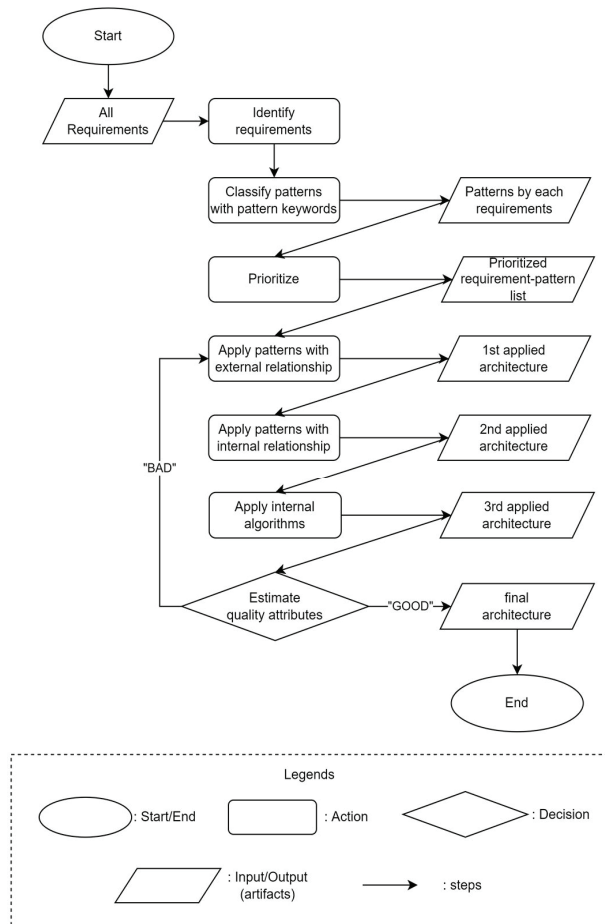 Start
All
Requirements
Identify
requirements
Classify patterns
with pattern keywords
Patterns by each
requirements
Prioritize
Prioritized
requirement-pattern
list
Apply patterns with
external relationship
1st applied
architecture
Apply patterns with
internal relationship
2nd applied
architecture
"BAD"
Apply internal
algorithms
3rd applied
architecture
Estimate
quality attributes
"GOOD"
final
architecture
End
Legends
: Start/End
: Action
: Decision
: Input/Output
(artifacts)
: steps